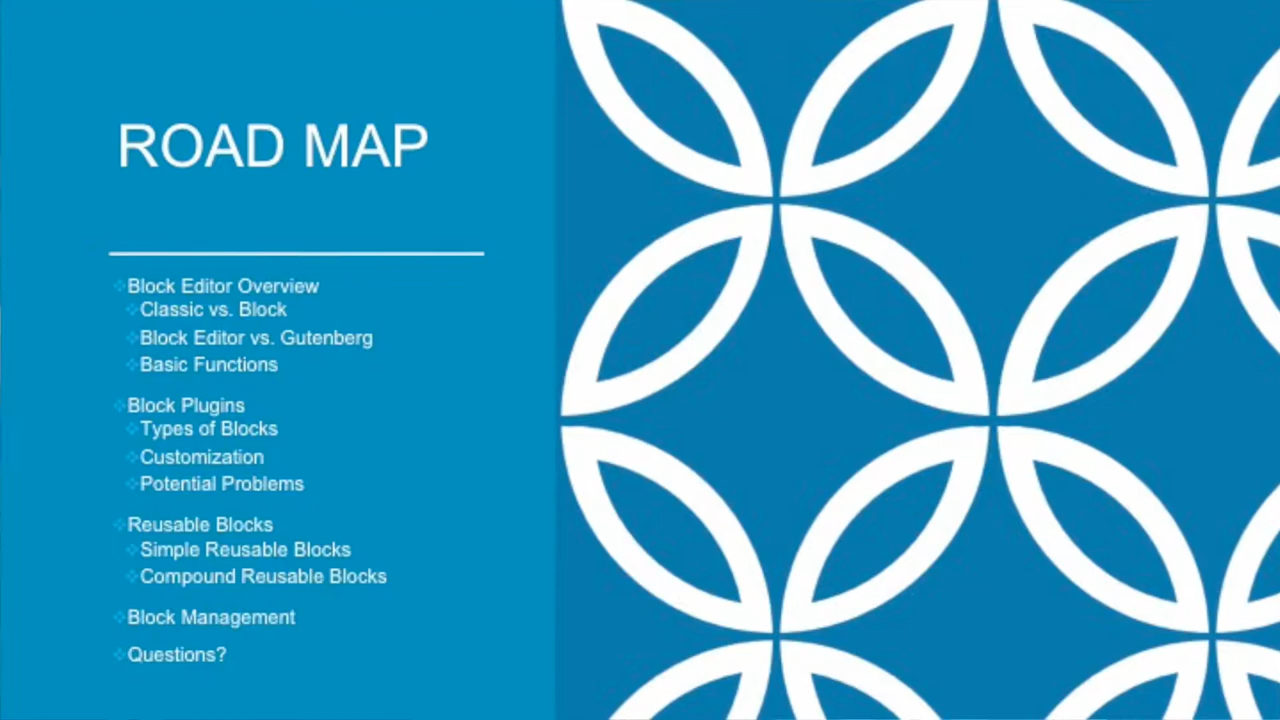 ROAD MAP
Block Editor Overview
Classic vs. Block
Block Editor vs. Gutenberg
Basic Functions
Block Plugins
Types of Blocks
Customization
Potential Problems
Reusable Blocks
Simple Reusable Blocks
Compound Reusable Blocks
Block Management
Questions?